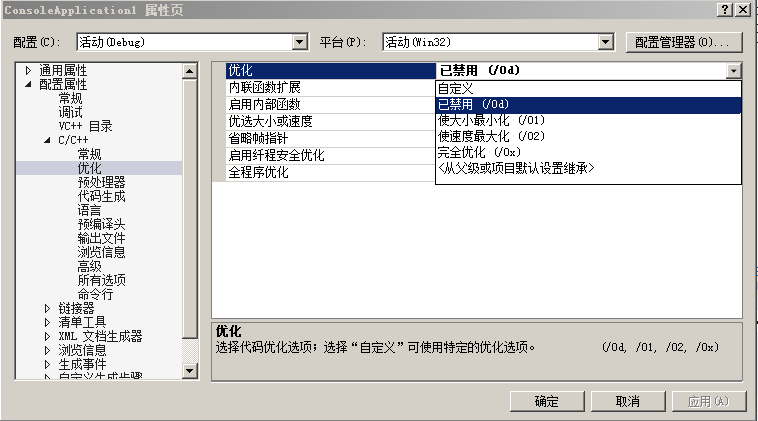 ConsoleApplication1 属性页
配置(C): 活动(Debug) 平台(P): 活动(Win32) 配置管理器(O)...
通用属性
配置属性
常规
调试
VC++ 目录
C/C++
常规
优化
预处理器
代码生成
语言
预编译头
输出文件
浏览信息
高级
所有选项
命令行
链接器
清单工具
XML 文档生成器
浏览信息
生成事件
自定义生成步骤
优化 已禁用 (/Od)
内联函数扩展
启用内部函数
优选大小或速度
省略帧指针
启用纤程安全优化
全程序优化
自定义
已禁用 (/Od)
使大小最小化 (/O1)
使速度最大化 (/O2)
完全优化 (/Ox)
<从父级或项目默认设置继承>
优化
选择代码优化选项；选择“自定义”可使用特定的优化选项。 (/Od, /O1, /O2, /Ox)
确定 取消 应用(A)